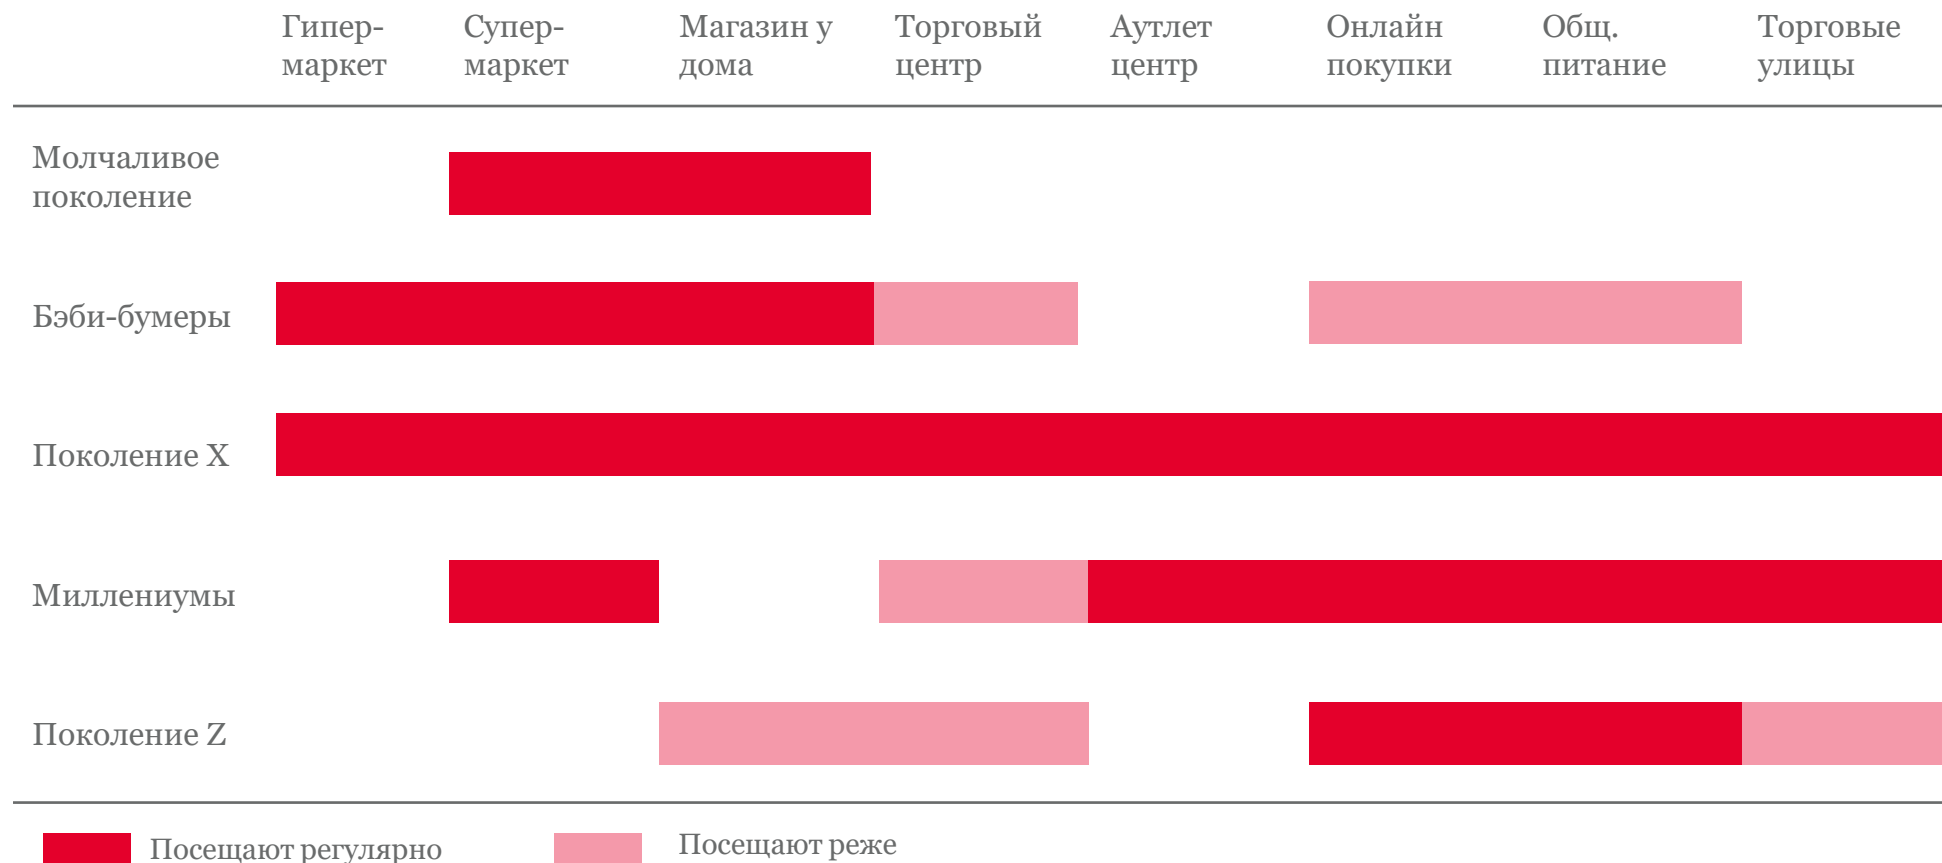 Гипер-
маркет
Супер-
маркет
Магазин у
дома
Торговый
центр
Аутлет
центр
Онлайн
покупки
Общ.
питание
Торговые
улицы
Молчаливое
поколение
Бэби-бумеры
Поколение X
Миллениумы
Поколение Z
Посещают регулярно
Посещают реже